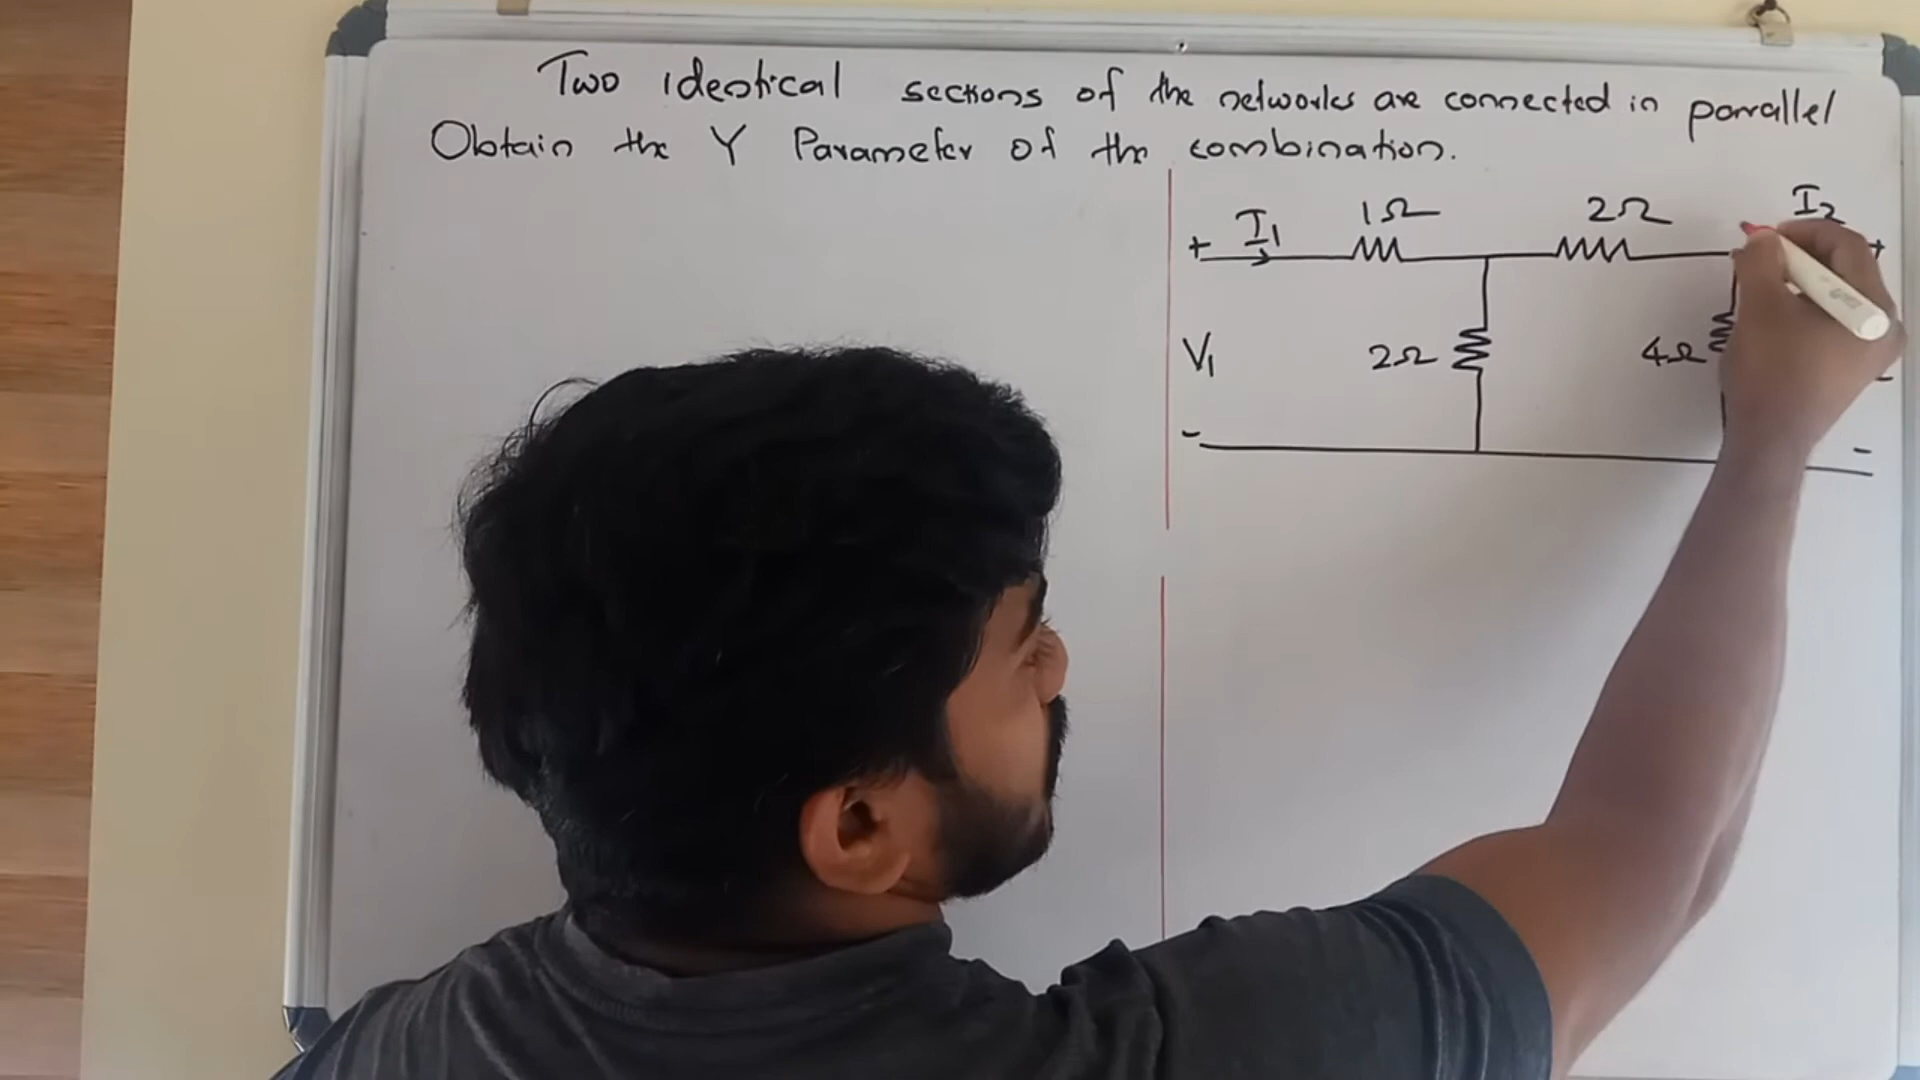 Two identical sections of the networks are connected in parrallel
Obtain the Y Parameter of the combination.
1Ω 2Ω I2
+ I1 +
V1 2Ω 4Ω
- -